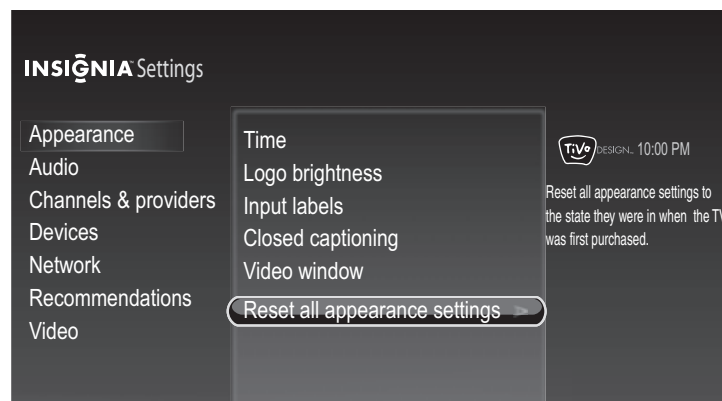 INSIGNIA™ Settings
Appearance
Audio
Channels & providers
Devices
Network
Recommendations
Video
Time
Logo brightness
Input labels
Closed captioning
Video window
Reset all appearance settings
TiVo DESIGN™ 10:00 PM
Reset all appearance settings to
the state they were in when the TV
was first purchased.